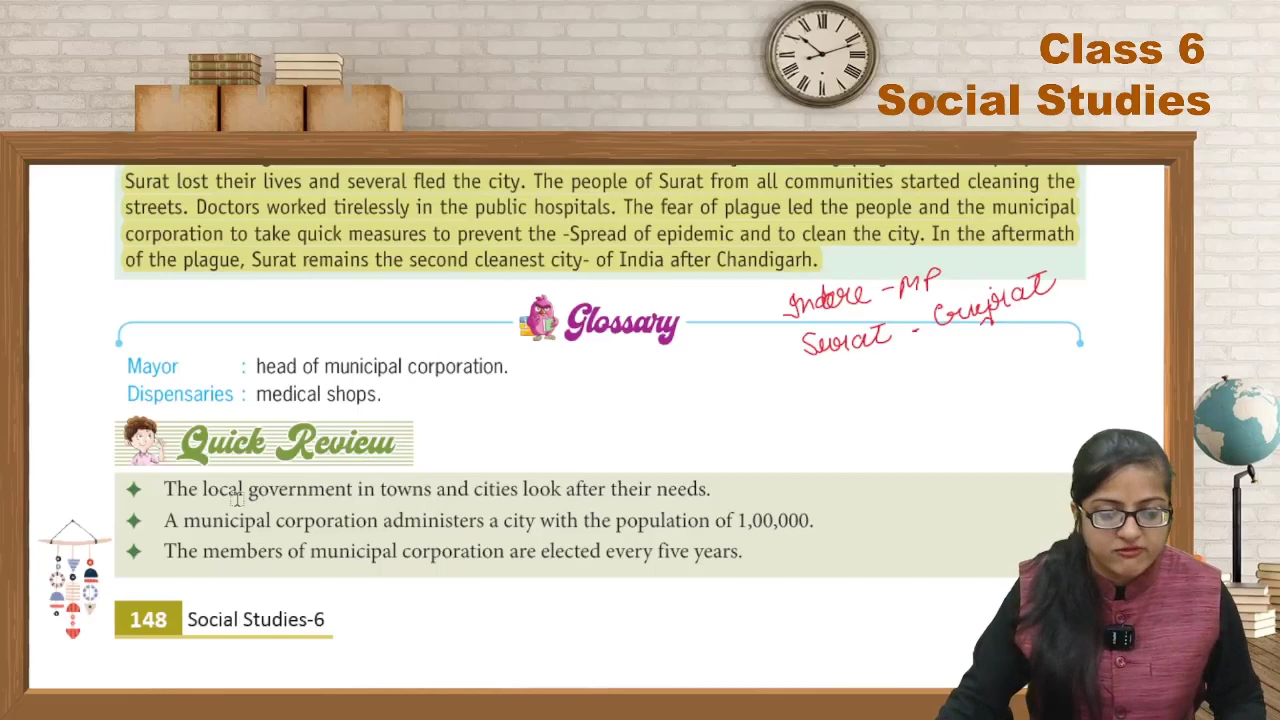 Class 6
Social Studies
Surat lost their lives and several fled the city. The people of Surat from all communities started cleaning the
streets. Doctors worked tirelessly in the public hospitals. The fear of plague led the people and the municipal
corporation to take quick measures to prevent the -Spread of epidemic and to clean the city. In the aftermath
of the plague, Surat remains the second cleanest city- of India after Chandigarh.
Indore - MP
Surat - Gujrat
Glossary
Mayor : head of municipal corporation.
Dispensaries : medical shops.
Quick Review
The local government in towns and cities look after their needs.
A municipal corporation administers a city with the population of 1,00,000.
The members of municipal corporation are elected every five years.
148 Social Studies-6